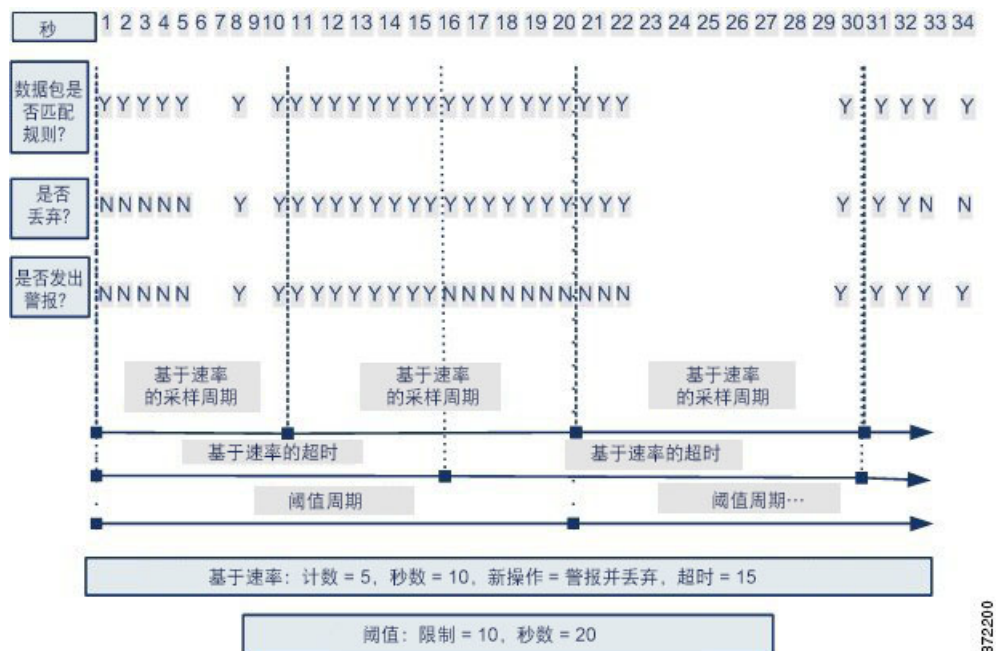 秒 1 2 3 4 5 6 7 8 9 10 11 12 13 14 15 16 17 18 19 20 21 22 23 24 25 26 27 28 29 30 31 32 33 34
数据包是
否匹配
规则?
Y Y Y Y Y Y Y Y Y Y Y Y Y Y Y Y Y Y Y Y Y Y Y Y Y Y Y Y Y Y
是否
丢弃?
N N N N N Y Y Y Y Y Y Y Y Y Y Y Y Y Y Y Y Y Y Y Y Y Y Y N N
是否发出
警报?
N N N N N Y Y Y Y Y Y Y Y Y Y N N N N N N N N N N Y Y Y Y Y
基于速率
的采样周期
基于速率
的采样周期
基于速率
的采样周期
基于速率的超时
基于速率的超时
阈值周期
阈值周期…
基于速率：计数 = 5，秒数 = 10，新操作 = 警报并丢弃，超时 = 15
阈值：限制 = 10，秒数 = 20
372200